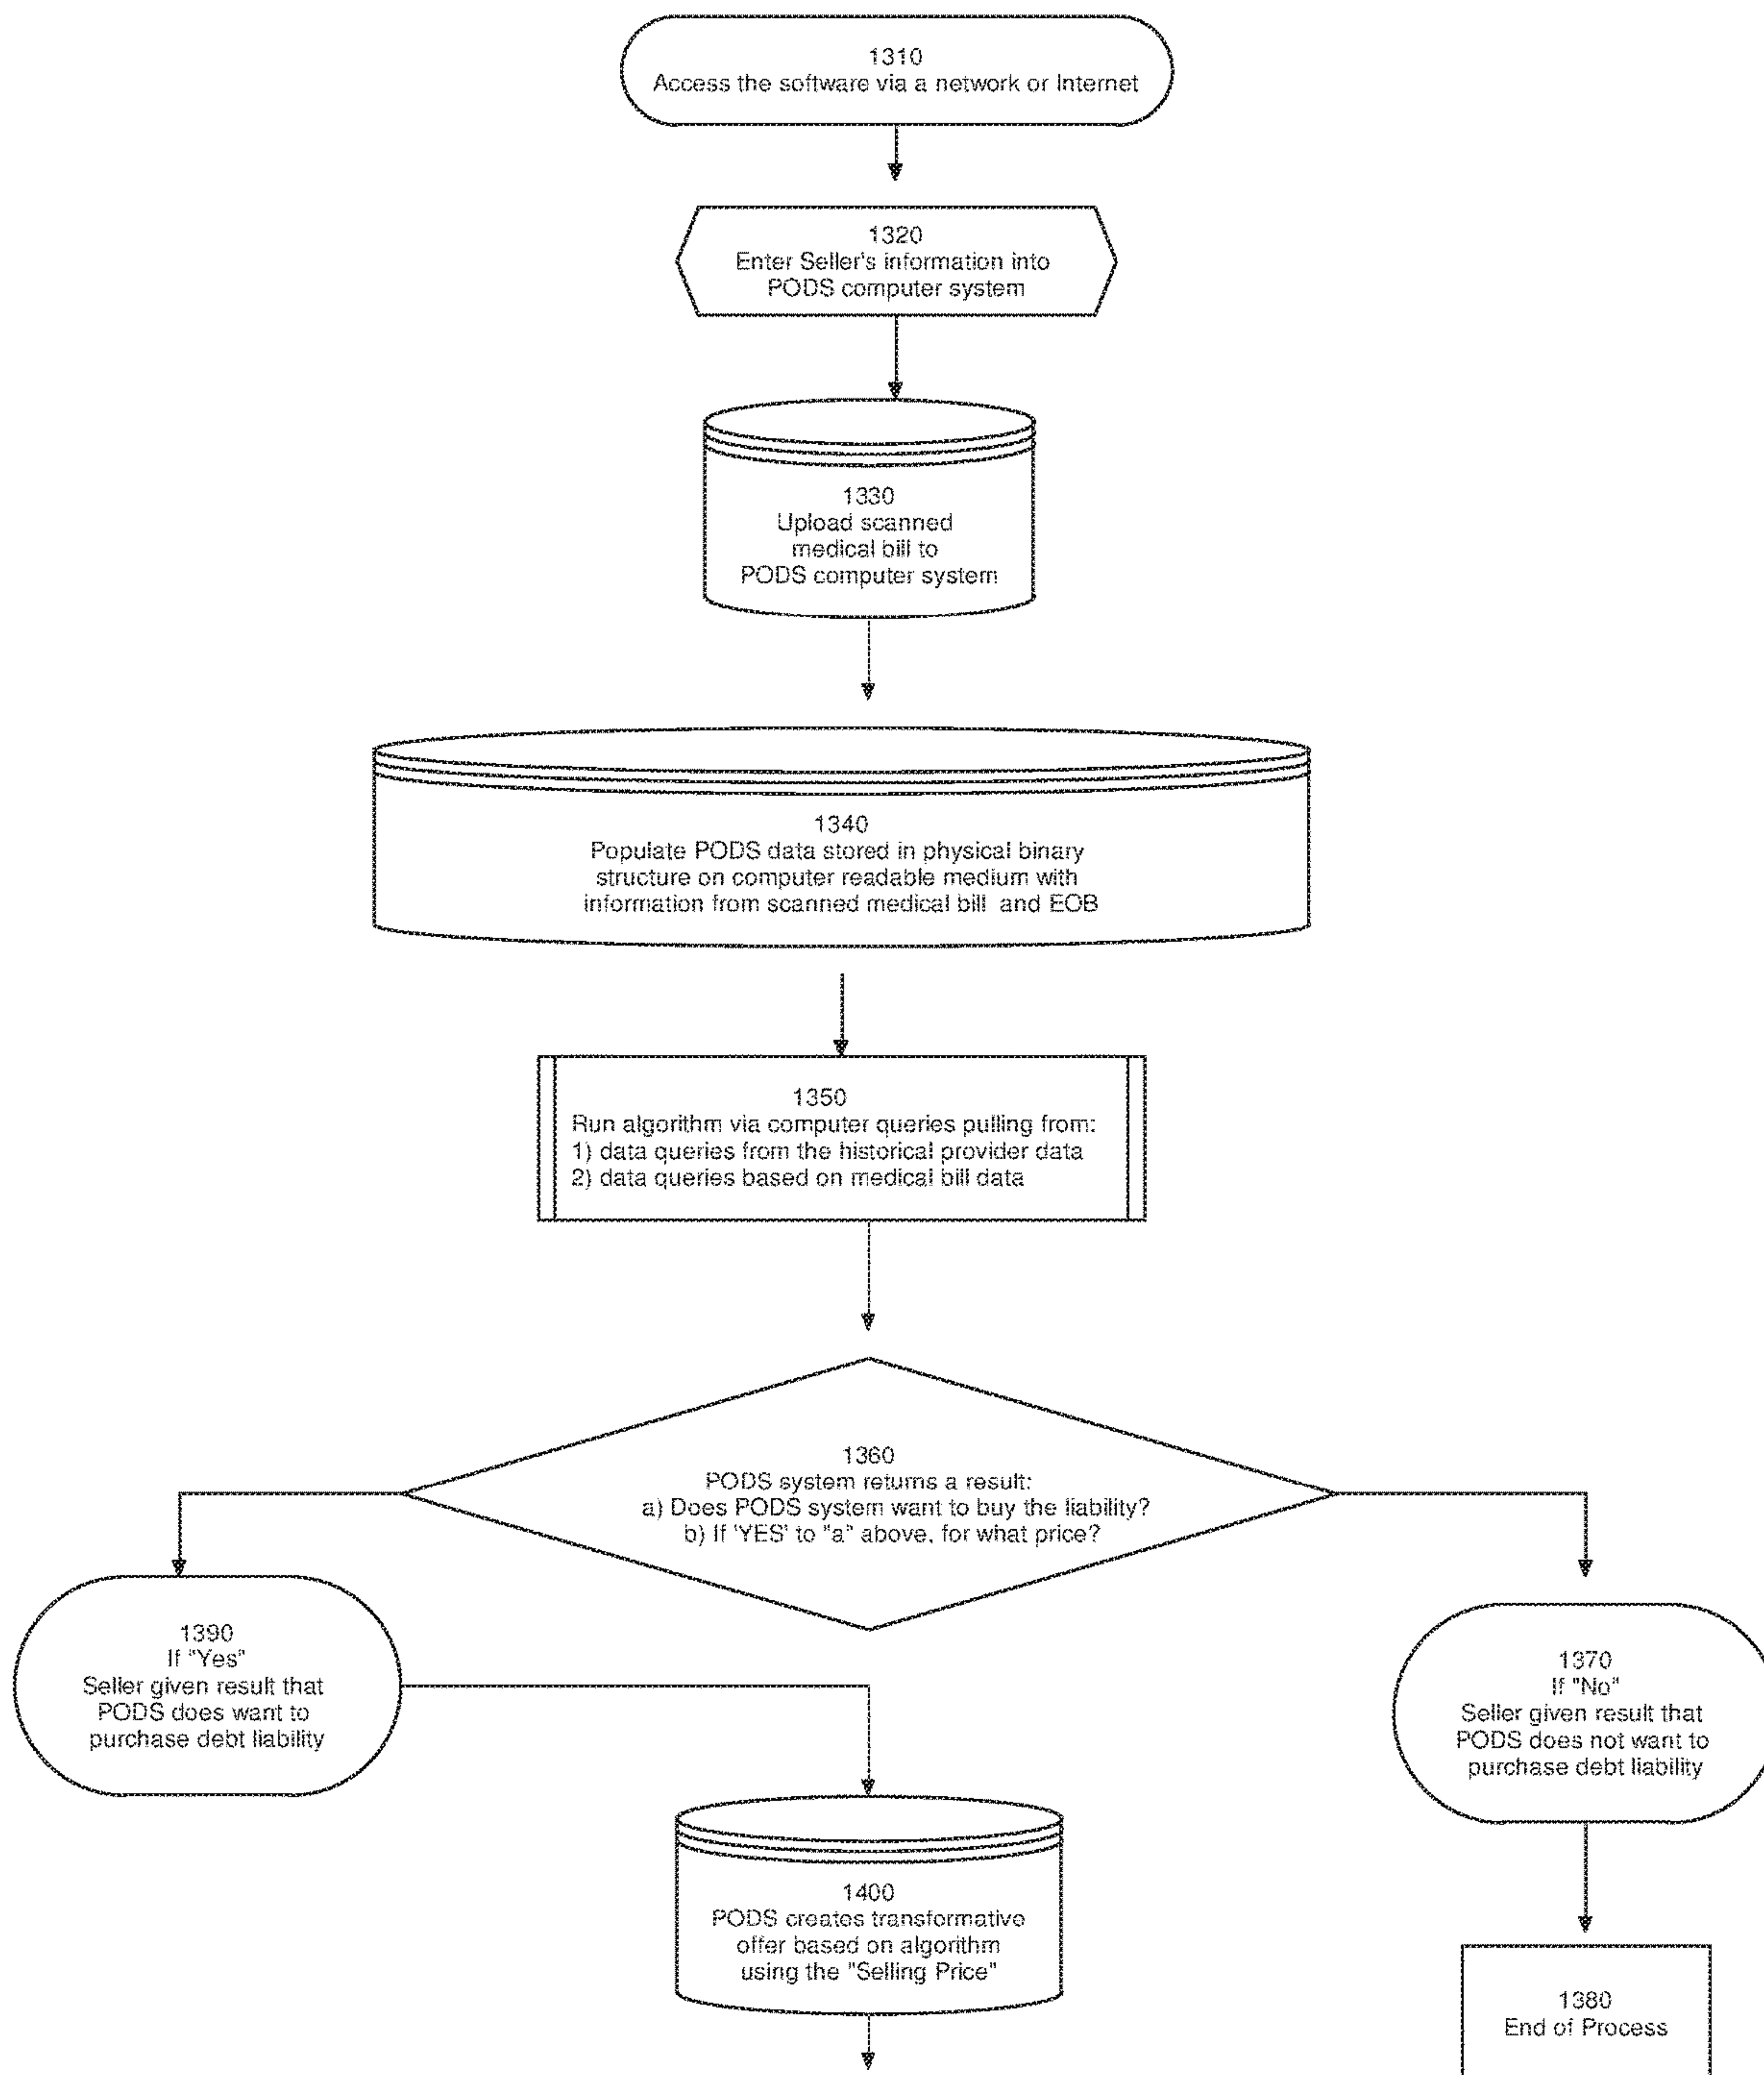 1310
Access the software via a network or Internet
1320
Enter Seller's information into
PODS computer system
1330
Upload scanned
medical bill to
PODS computer system
1340
Populate PODS data stored in physical binary
structure on computer readable medium with
information from scanned medical bill and EOB
1350
Run algorithm via computer queries pulling from:
1) data queries from the historical provider data
2) data queries based on medical bill data
1360
PODS system returns a result:
a) Does PODS system want to buy the liability?
b) If 'YES' to "a" above, for what price?
1390
If "Yes"
Seller given result that
PODS does want to
purchase debt liability
1370
If "No"
Seller given result that
PODS does not want to
purchase debt liability
1400
PODS creates transformative
offer based on algorithm
using the "Selling Price"
1380
End of Process